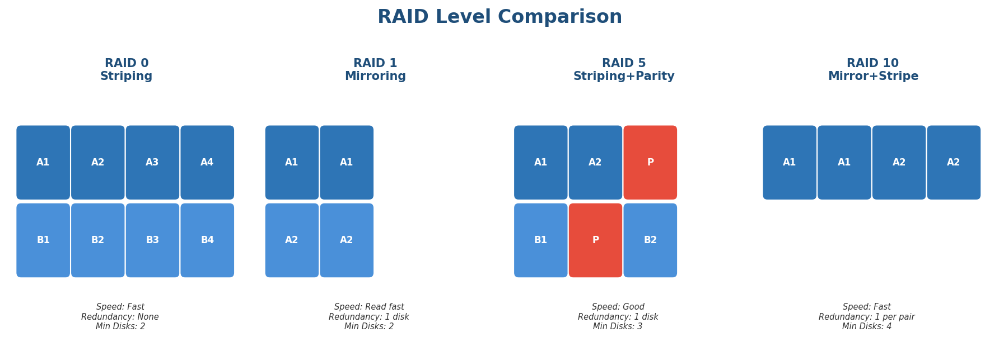 RAID Level Comparison
RAID 0
Striping
A1 A2 A3 A4
B1 B2 B3 B4
Speed: Fast
Redundancy: None
Min Disks: 2
RAID 1
Mirroring
A1 A1
A2 A2
Speed: Read fast
Redundancy: 1 disk
Min Disks: 2
RAID 5
Striping+Parity
A1 A2 P
B1 P B2
Speed: Good
Redundancy: 1 disk
Min Disks: 3
RAID 10
Mirror+Stripe
A1 A1 A2 A2
Speed: Fast
Redundancy: 1 per pair
Min Disks: 4